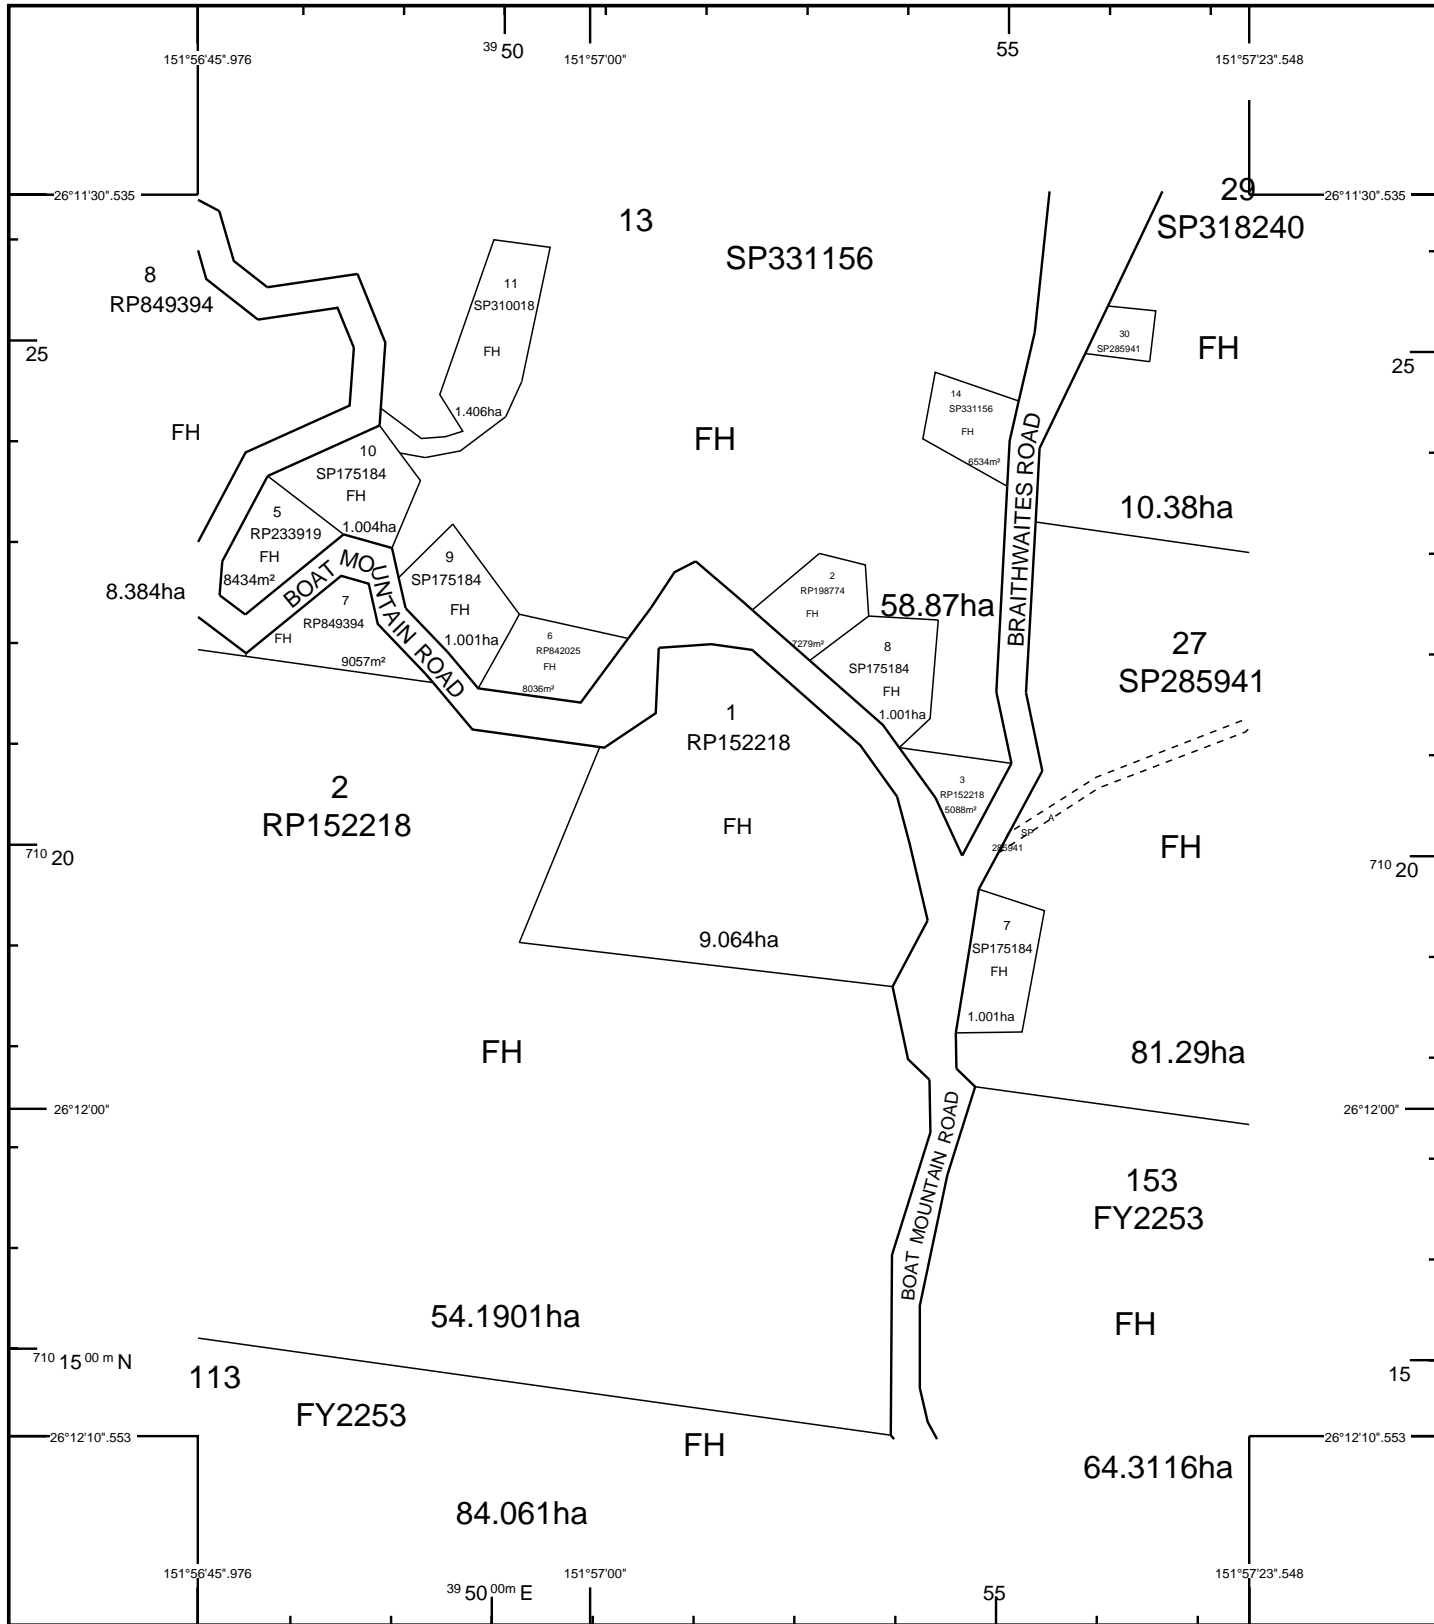 39 50
55
151°56'45".976
151°57'00"
151°57'23".548
26°11'30".535
26°11'30".535
29
SP318240
13
SP331156
8
RP849394
11
SP310018
FH
1.406ha
30
SP285941
FH
25
25
14
SP331156
FH
6534m²
FH
FH
10
SP175184
FH
1.004ha
5
RP233919
FH
8434m²
10.38ha
BRAITHWAITES ROAD
BOAT MOUNTAIN ROAD
9
SP175184
FH
1.001ha
2
RP198774
FH
7279m²
58.87ha
8.384ha
7
RP849394
FH
9057m²
6
RP842025
FH
8036m²
8
SP175184
FH
1.001ha
27
SP285941
1
RP152218
FH
3
RP152218
5088m²
2
RP152218
A
SP
285941
FH
710 20
710 20
9.064ha
7
SP175184
FH
1.001ha
FH
81.29ha
26°12'00"
26°12'00"
BOAT MOUNTAIN ROAD
153
FY2253
54.1901ha
FH
710 15 00 m N
15
113
FY2253
FH
26°12'10".553
26°12'10".553
64.3116ha
84.061ha
151°56'45".976
151°57'00"
151°57'23".548
39 50 00m E
55